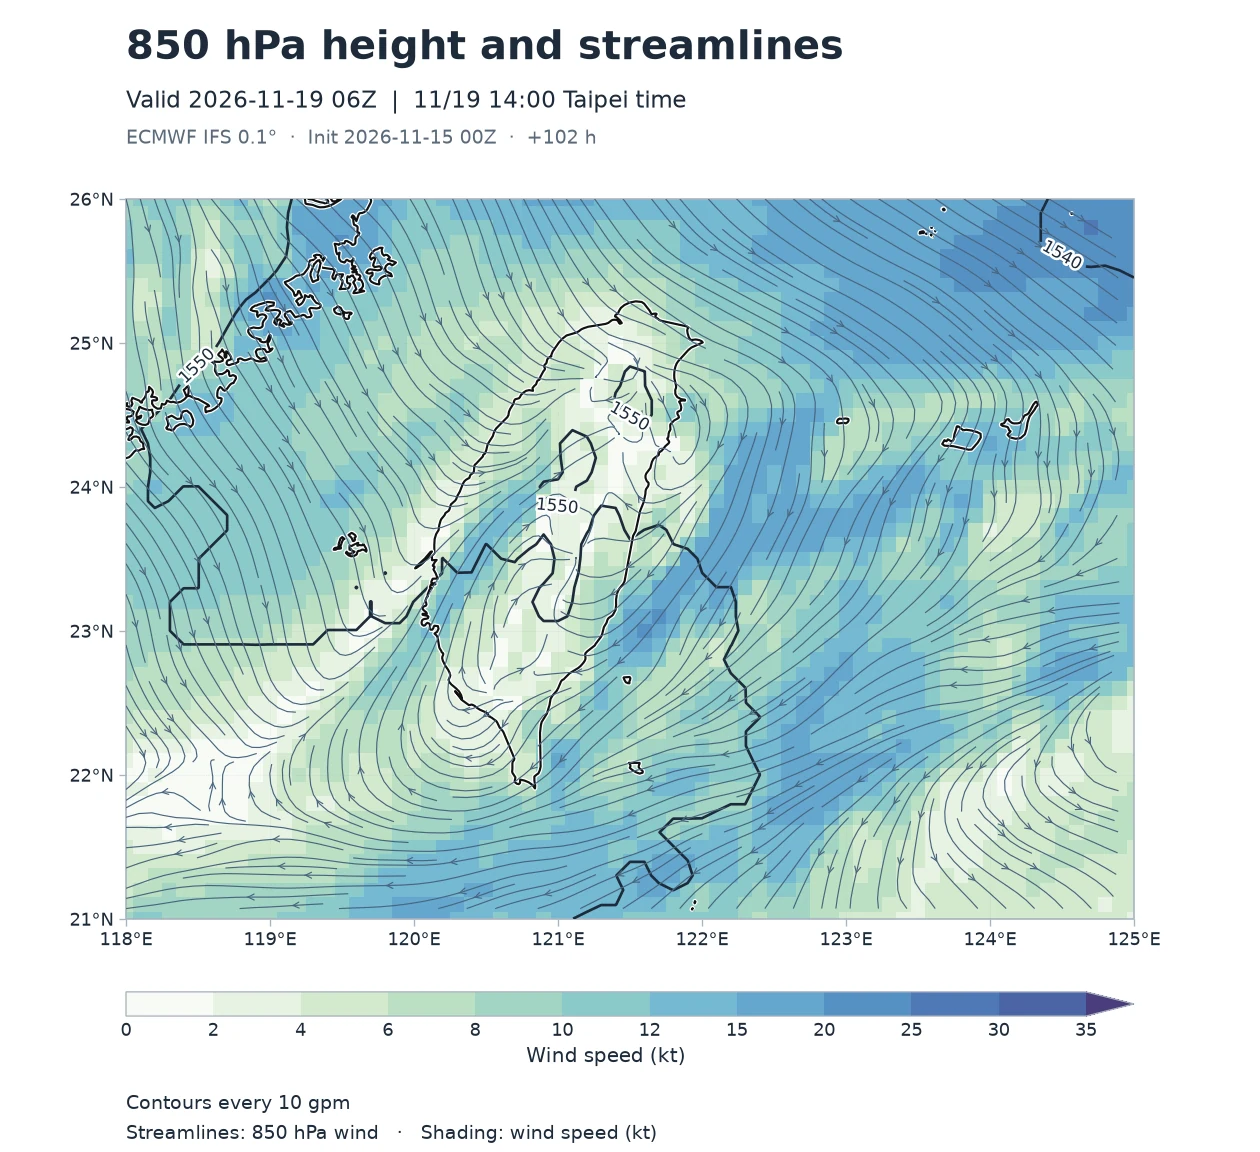 850 hPa height and streamlines
Valid 2026-11-19 06Z | 11/19 14:00 Taipei time
ECMWF IFS 0.1° · Init 2026-11-15 00Z · +102 h
26°N
1540
25°N
1550
1550
24°N
1550
23°N
22°N
21°N
118°E 119°E 120°E 121°E 122°E 123°E 124°E 125°E
0 2 4 6 8 10 12 15 20 25 30 35
Wind speed (kt)
Contours every 10 gpm
Streamlines: 850 hPa wind · Shading: wind speed (kt)